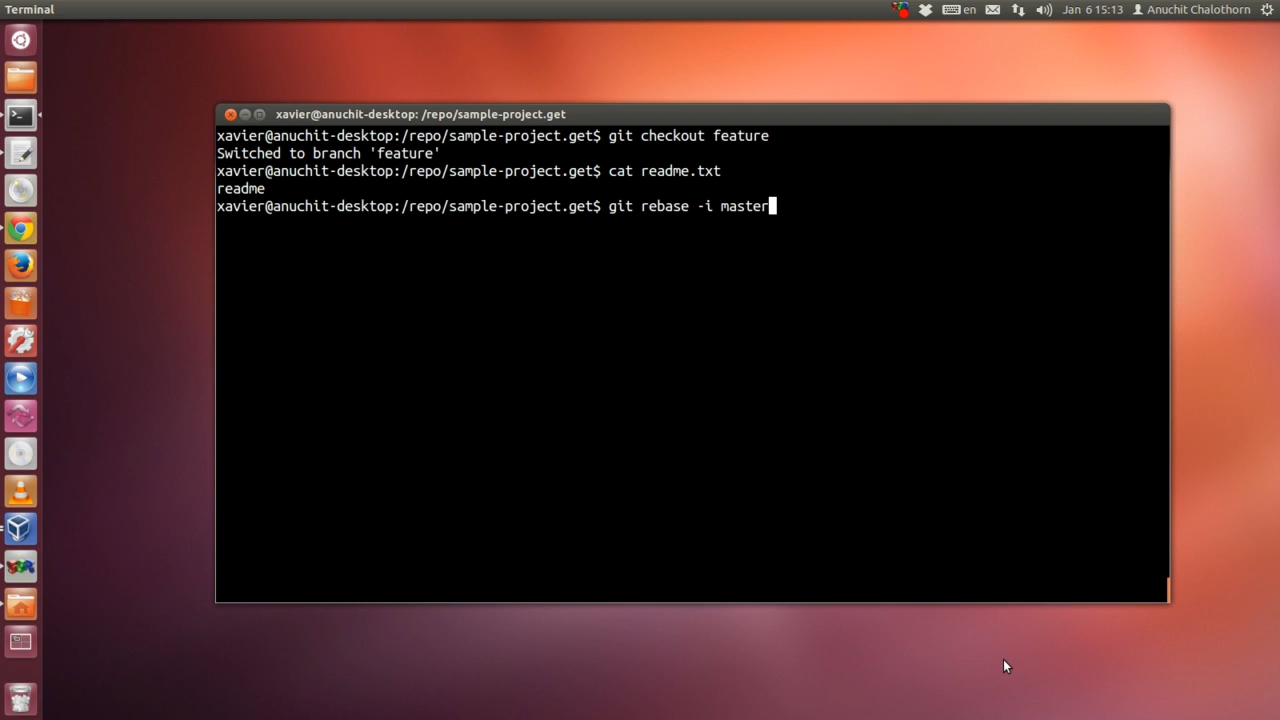 Terminal
en
Jan 6 15:13
Anuchit Chalothorn
xavier@anuchit-desktop: /repo/sample-project.get
xavier@anuchit-desktop:/repo/sample-project.get$ git checkout feature
Switched to branch 'feature'
xavier@anuchit-desktop:/repo/sample-project.get$ cat readme.txt
readme
xavier@anuchit-desktop:/repo/sample-project.get$ git rebase -i master